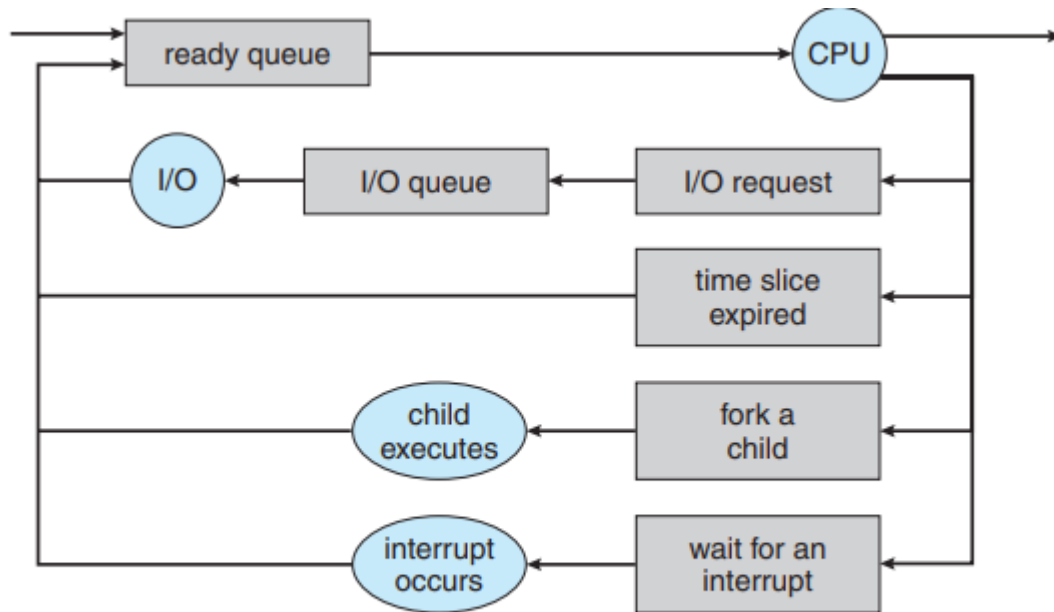 ready queue
CPU
I/O
I/O queue
I/O request
time slice
expired
child
executes
fork a
child
interrupt
occurs
wait for an
interrupt